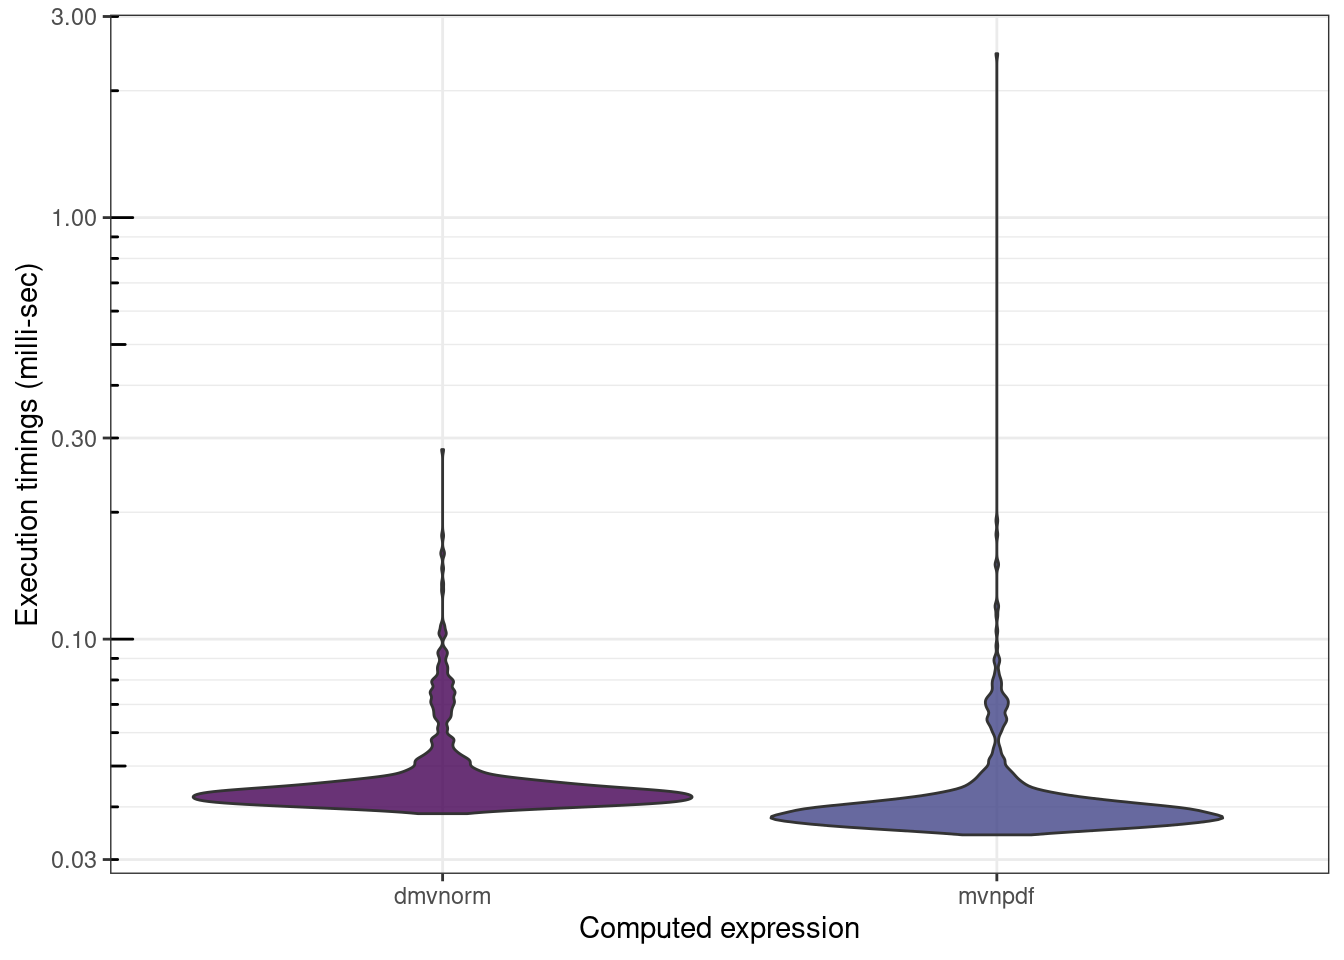 Execution timings (milli-sec)
3.00
1.00
0.30
0.10
0.03
dmvnorm
mvnpdf
Computed expression